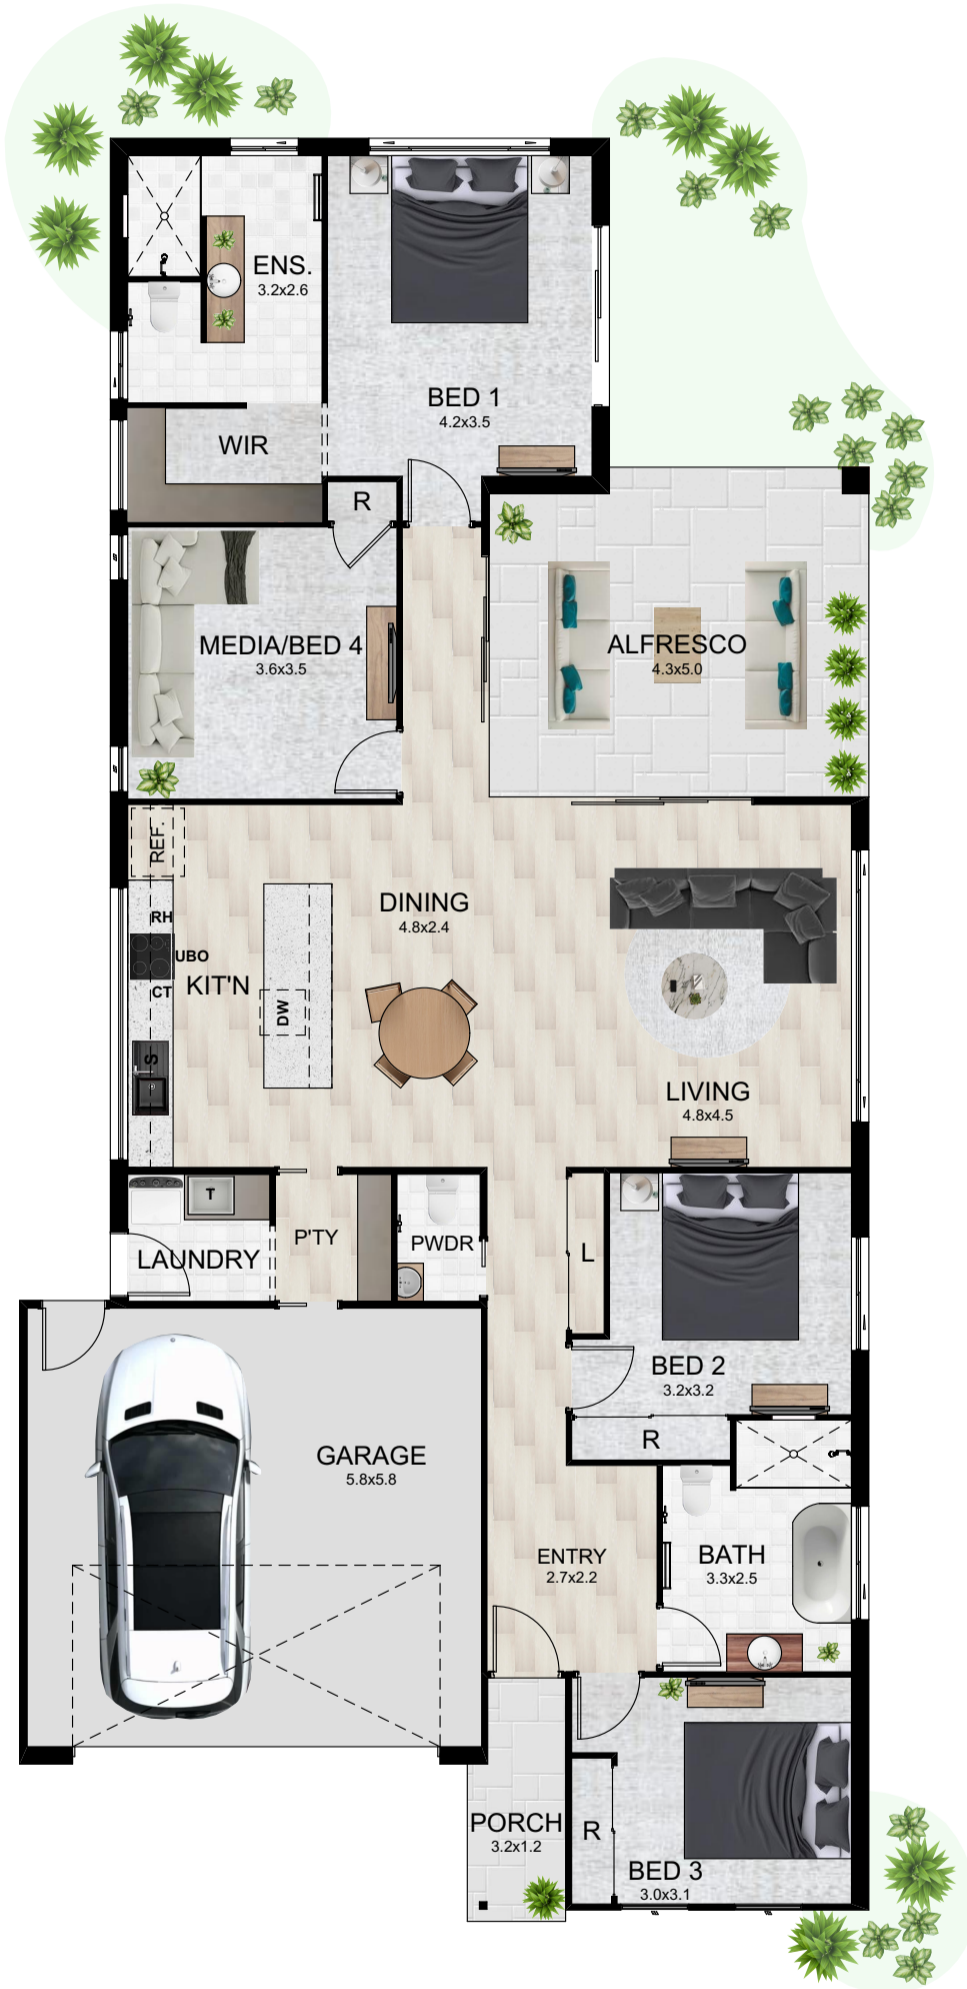 ENS.
3.2x2.6
BED 1
4.2x3.5
WIR
R
MEDIA/BED 4
3.6x3.5
ALFRESCO
4.3x5.0
REF.
RH
UBO
CT
KIT'N
S
DW
DINING
4.8x2.4
LIVING
4.8x4.5
T
LAUNDRY
P'TY
PWDR
L
BED 2
3.2x3.2
R
GARAGE
5.8x5.8
ENTRY
2.7x2.2
BATH
3.3x2.5
PORCH
3.2x1.2
R
BED 3
3.0x3.1